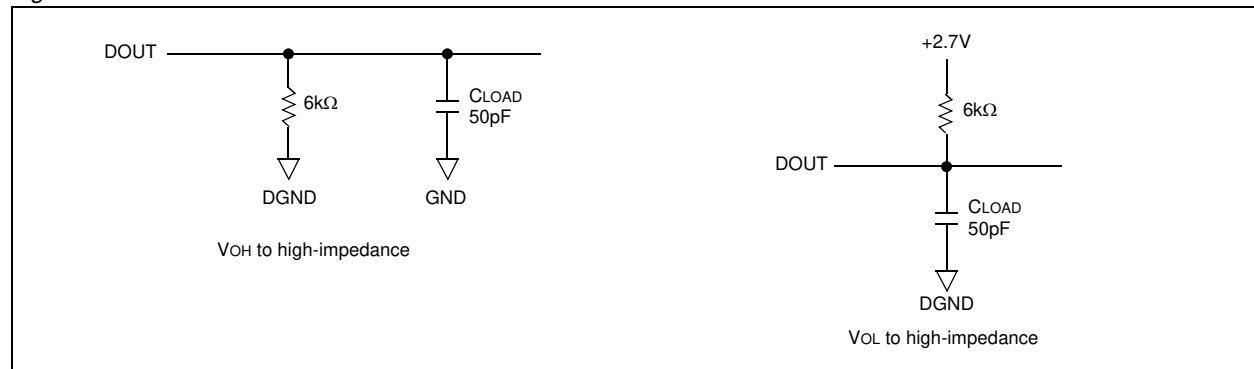 DOUT
6kΩ
CLOAD
50pF
DGND
GND
VOH to high-impedance
+2.7V
6kΩ
DOUT
CLOAD
50pF
DGND
VOL to high-impedance